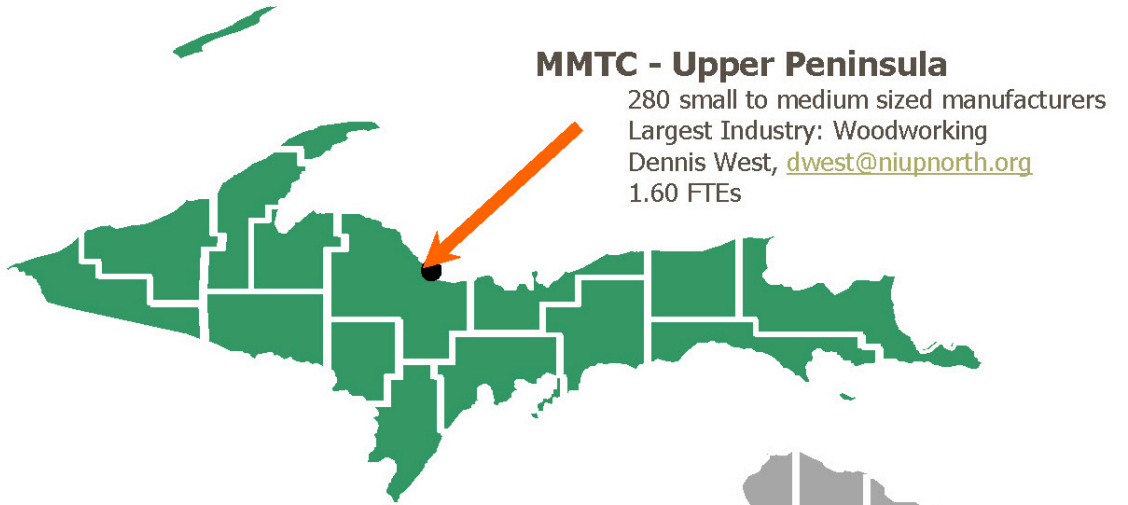 MMTC - Upper Peninsula
280 small to medium sized manufacturers
Largest Industry: Woodworking
Dennis West, dwest@niupnorth.org
1.60 FTEs